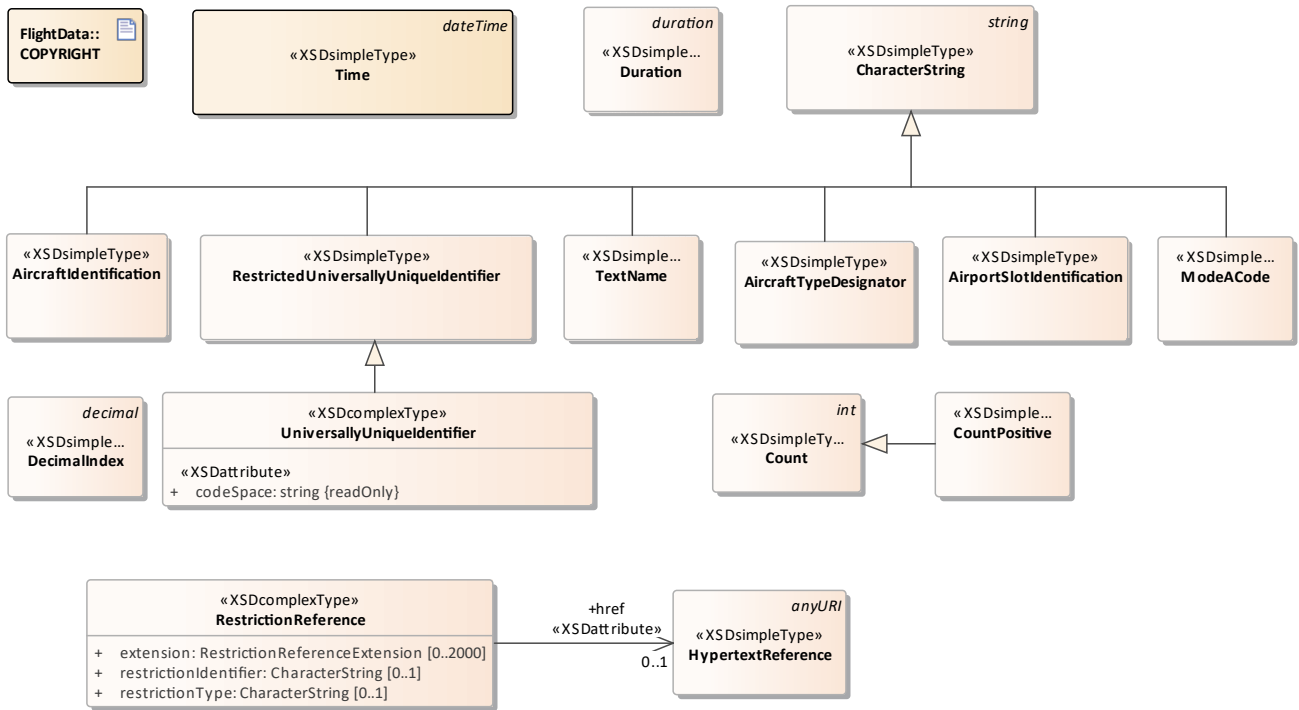 FlightData::
COPYRIGHT
dateTime
«XSDsimpleType»
Time
duration
«XSDsimple...
Duration
string
«XSDsimpleType»
CharacterString
«XSDsimpleType»
AircraftIdentification
«XSDsimpleType»
RestrictedUniversallyUniqueIdentifier
«XSDsimple...
TextName
«XSDsimpleType»
AircraftTypeDesignator
«XSDsimpleType»
AirportSlotIdentification
«XSDsimple...
ModeACode
decimal
«XSDsimple...
DecimalIndex
«XSDcomplexType»
UniversallyUniqueIdentifier
«XSDattribute»
+ codeSpace: string {readOnly}
int
«XSDsimpleTy...
Count
«XSDsimple...
CountPositive
«XSDcomplexType»
RestrictionReference
+ extension: RestrictionReferenceExtension [0..2000]
+ restrictionIdentifier: CharacterString [0..1]
+ restrictionType: CharacterString [0..1]
+href
«XSDattribute»
0..1
anyURI
«XSDsimpleType»
HypertextReference